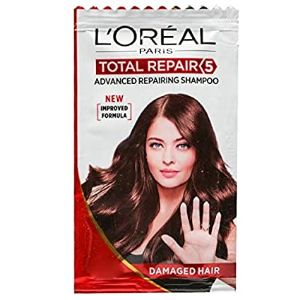 L'ORÉAL
PARIS
TOTAL REPAIR 5
ADVANCED REPAIRING SHAMPOO
NEW
IMPROVED
FORMULA
DAMAGED HAIR